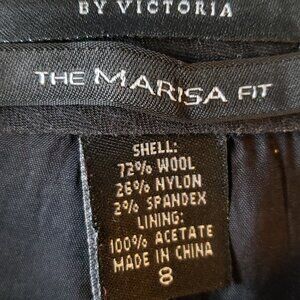 BY VICTORIA
THE MARISA FIT
SHELL:
72% WOOL
26% NYLON
2% SPANDEX
LINING:
100% ACETATE
MADE IN CHINA
8